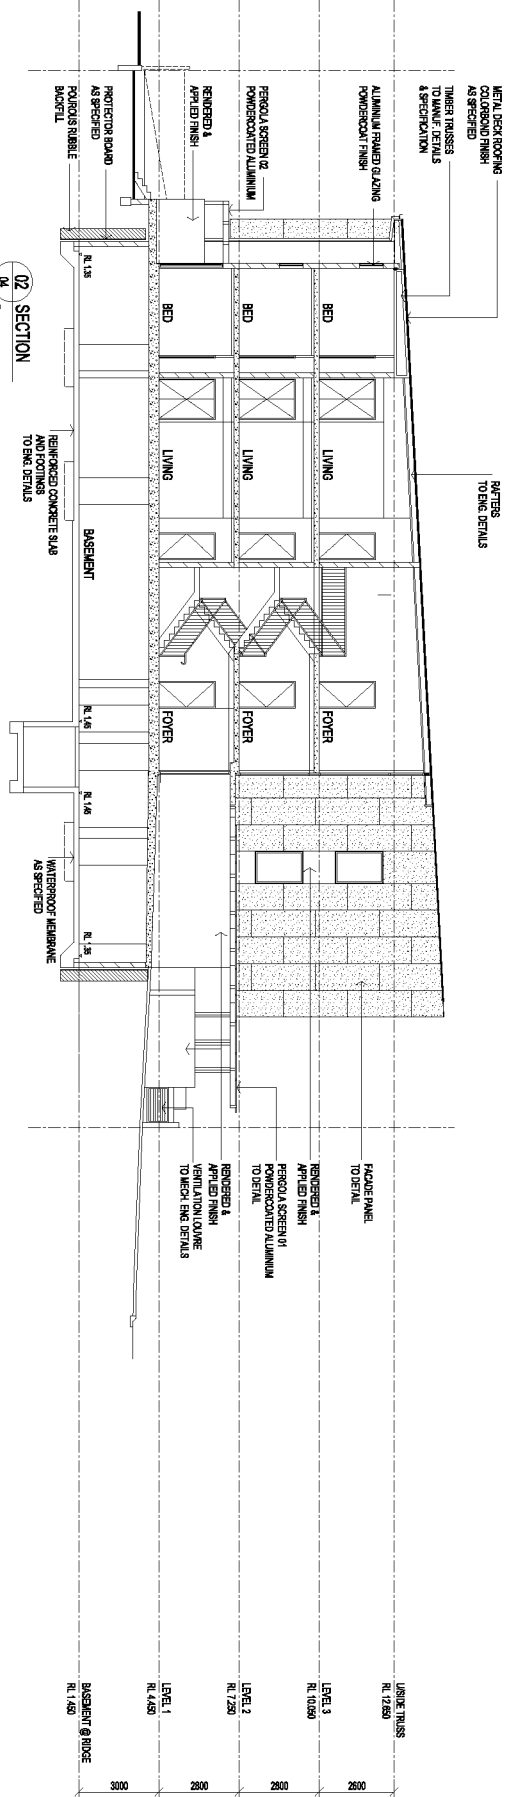 METAL DECK ROOFING
COLORBOND FINISH
AS SPECIFIED
TIMBER TRUSSES
TO MANUF. DETAILS
& SPECIFICATION
ALUMINIUM FRAMED GLAZING
POWDERCOAT FINISH
PERGOLA SCREEN 02
POWDERCOATED ALUMINIUM
RENDERED &
APPLIED FINISH
PROTECTOR BOARD
AS SPECIFIED
POUROUS RUBBLE
BACKFILL
RAFTERS
TO ENG. DETAILS
BED
LIVING
FOYER
BED
LIVING
FOYER
BED
LIVING
FOYER
BASEMENT
RL 1.35
RL 1.45
RL 1.45
RL 1.35
REINFORCED CONCRETE SLAB
AND FOOTINGS
TO ENG. DETAILS
WATERPROOF MEMBRANE
AS SPECIFIED
FACADE PANEL
TO DETAIL
RENDERED &
APPLIED FINISH
PERGOLA SCREEN 01
POWDERCOATED ALUMINIUM
TO DETAIL
RENDERED &
APPLIED FINISH
VENTILATION LOUVRE
TO MECH. ENG. DETAILS
U/SIDE TRUSS
RL 12.650
LEVEL 3
RL 10.050
LEVEL 2
RL 7.250
LEVEL 1
RL 4.450
BASEMENT @ RIDGE
RL 1.450
2600
2800
2800
3000
02 SECTION
04